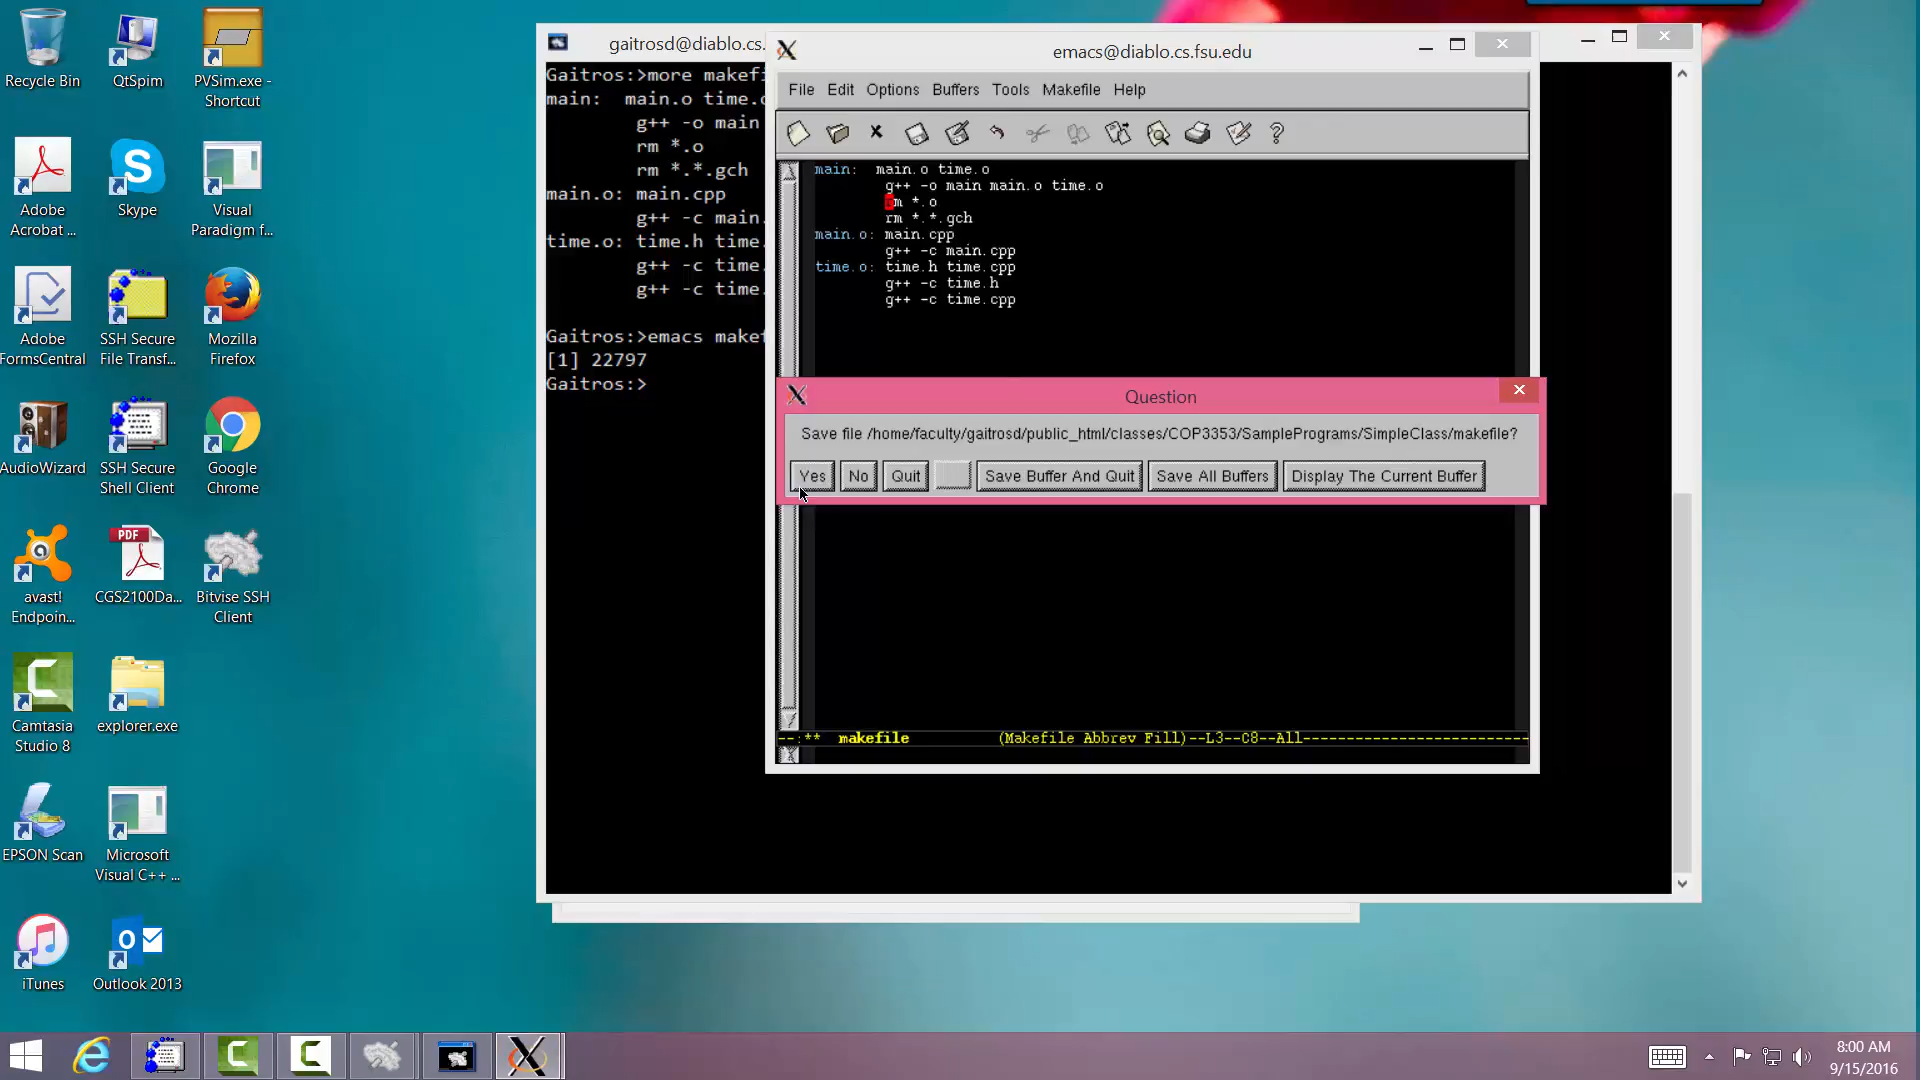 Recycle Bin
QtSpim
PVSim.exe -
Shortcut
Adobe
Acrobat ...
Skype
Visual
Paradigm f...
Adobe
FormsCentral
SSH Secure
File Transf...
Mozilla
Firefox
AudioWizard
SSH Secure
Shell Client
Google
Chrome
avast!
Endpoin...
PDF
CGS2100Da...
Bitvise SSH
Client
Camtasia
Studio 8
explorer.exe
EPSON Scan
Microsoft
Visual C++ ...
iTunes
Outlook 2013
gaitrosd@diablo.cs.
Gaitros:>more makefi
main: main.o time.o
g++ -o main
rm *.o
rm *.*.gch
main.o: main.cpp
g++ -c main.
time.o: time.h time.
g++ -c time.
g++ -c time.
Gaitros:>emacs makef
[1] 22797
Gaitros:>
emacs@diablo.cs.fsu.edu
File Edit Options Buffers Tools Makefile Help
main: main.o time.o
g++ -o main main.o time.o
rm *.o
rm *.*.gch
main.o: main.cpp
g++ -c main.cpp
time.o: time.h time.cpp
g++ -c time.h
g++ -c time.cpp
Question
Save file /home/faculty/gaitrosd/public_html/classes/COP3353/SamplePrograms/SimpleClass/makefile?
Yes No Quit Save Buffer And Quit Save All Buffers Display The Current Buffer
--:** makefile (Makefile Abbrev Fill)--L3--C8--All--------------------------
8:00 AM
9/15/2016